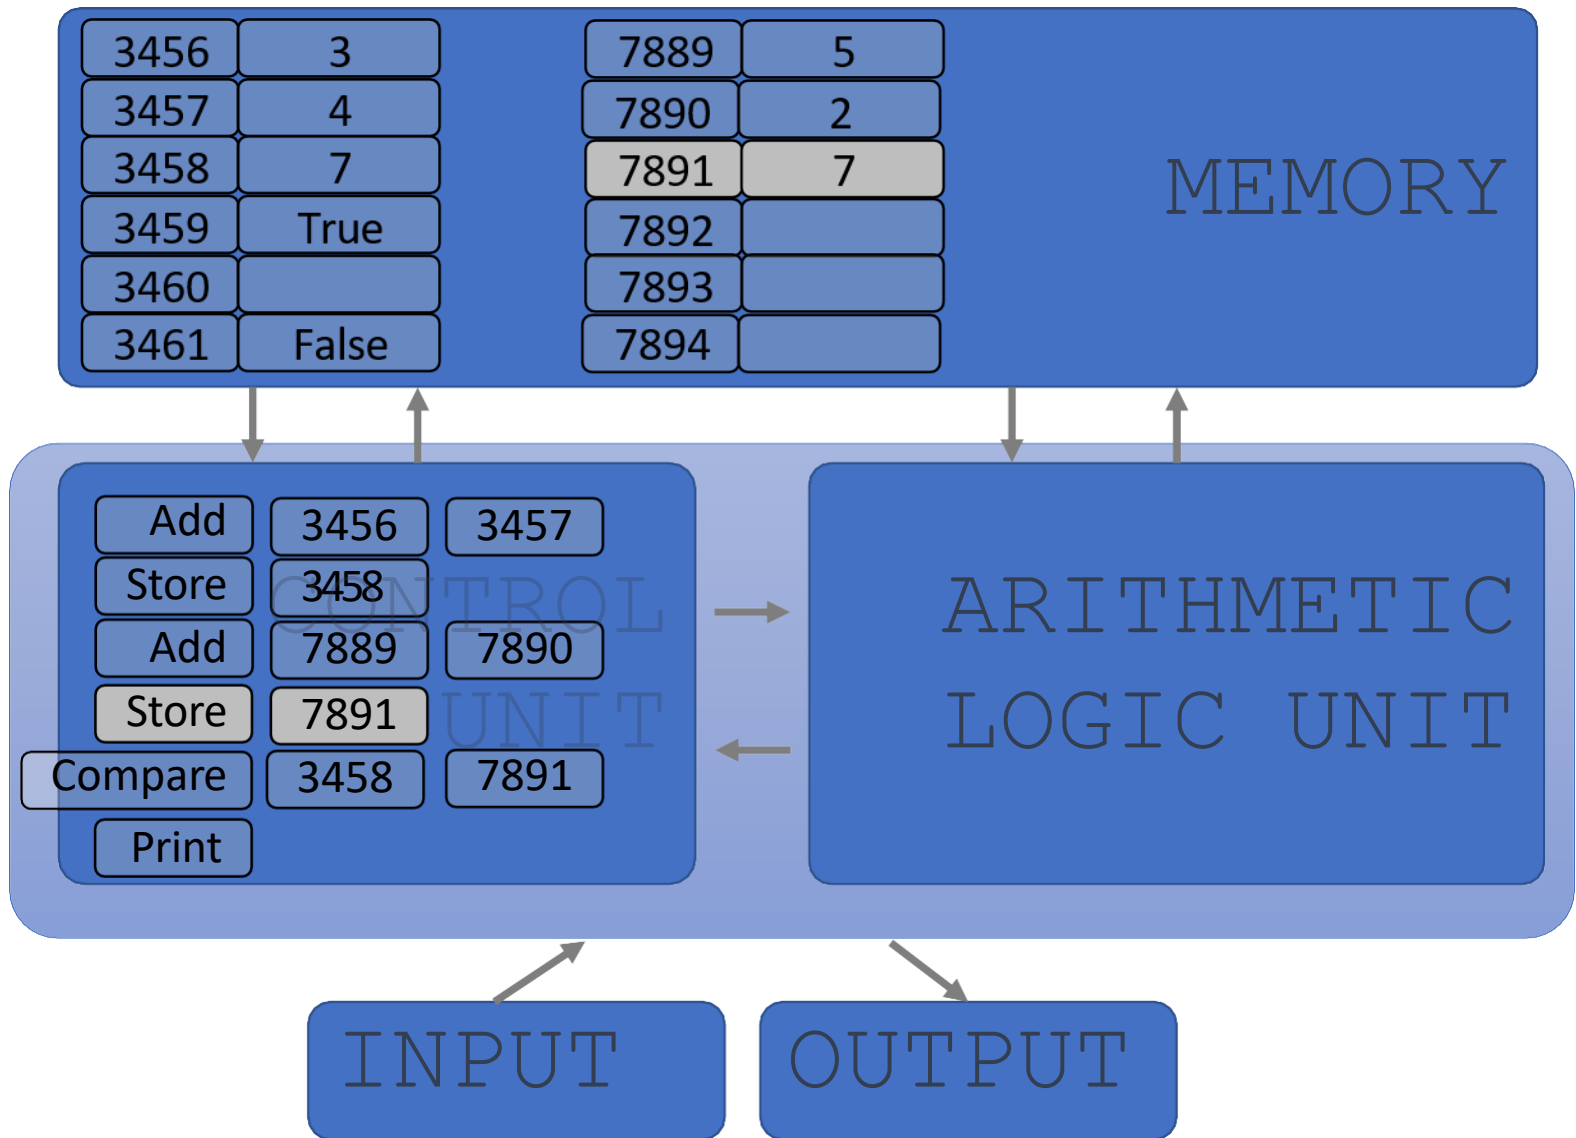 3456 3
3457 4
3458 7
3459 True
3460
3461 False
7889 5
7890 2
7891 7
7892
7893
7894
MEMORY
Add 3456 3457
Store 3458
Add 7889 7890
Store 7891
Compare 3458 7891
Print
CONTROL
UNIT
ARITHMETIC
LOGIC UNIT
INPUT
OUTPUT